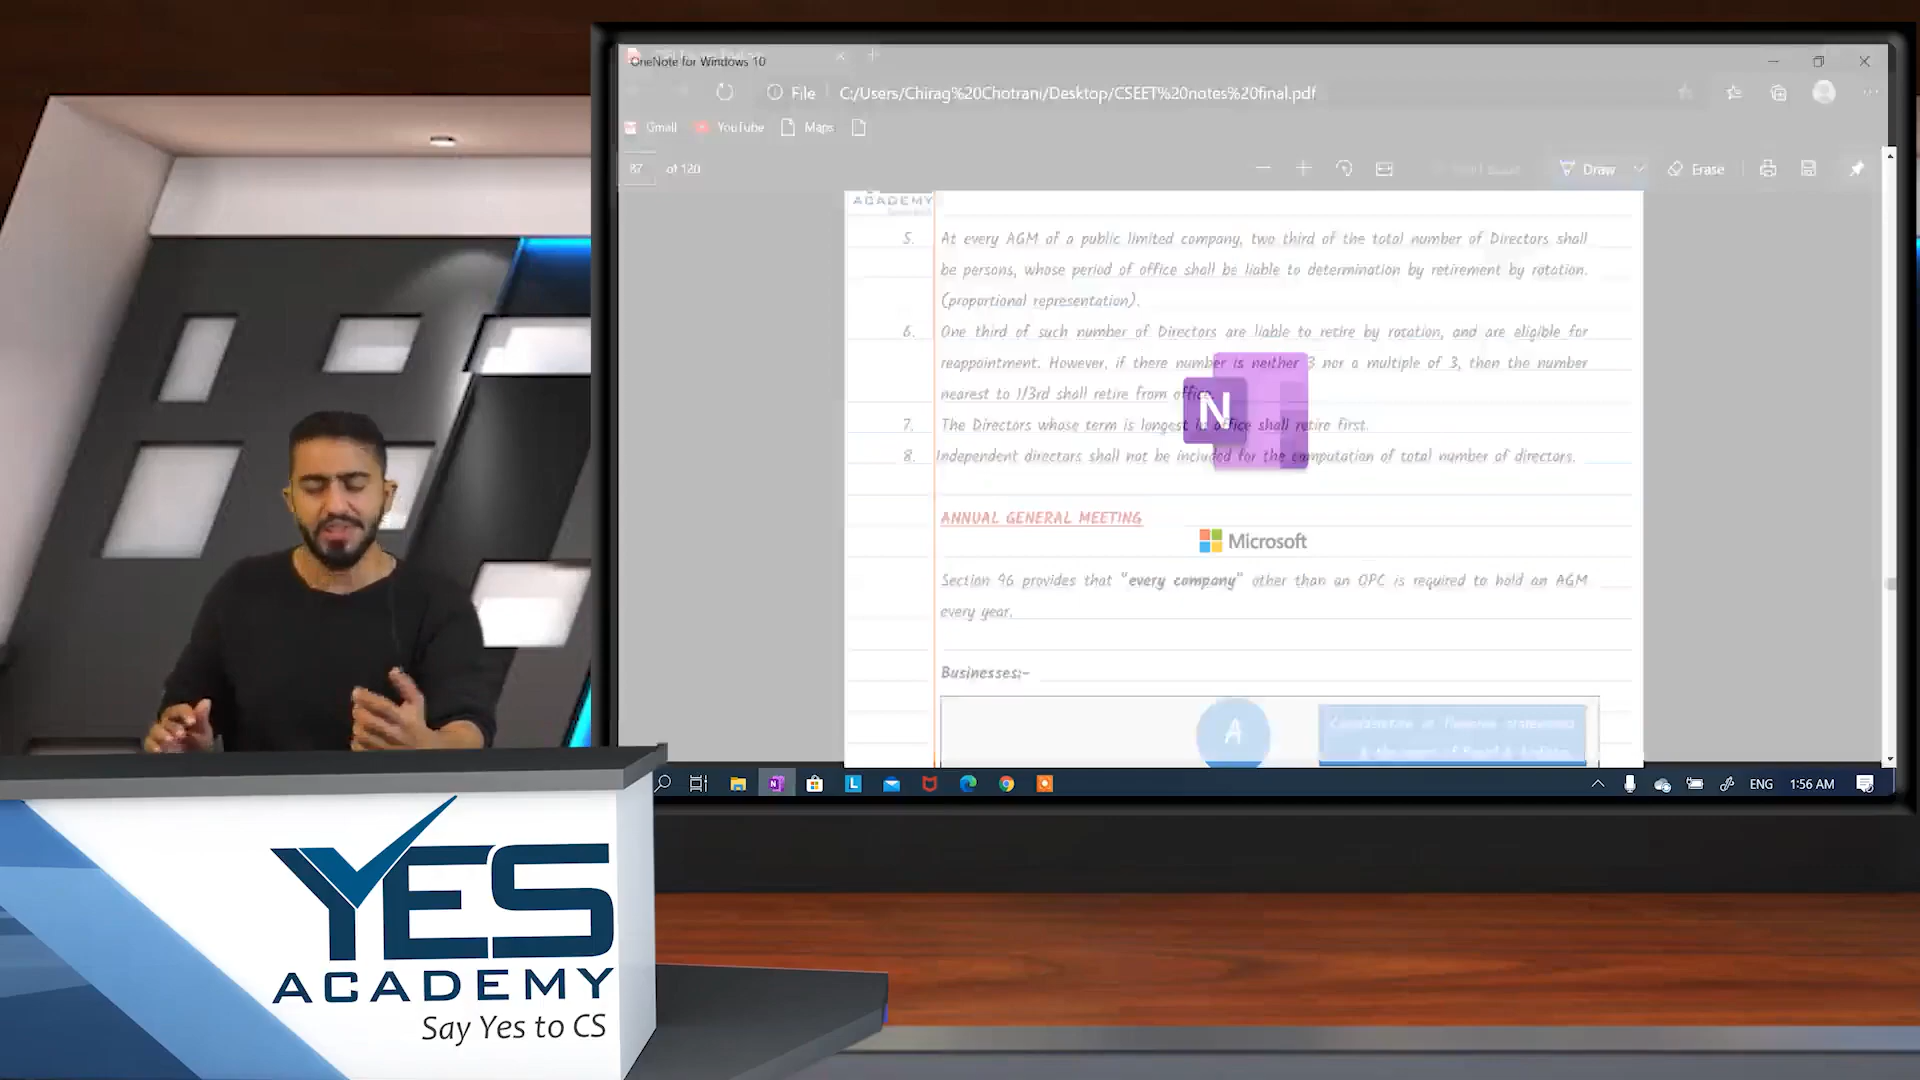 OneNote for Windows 10
File C:/Users/Chirag%20Chotrani/Desktop/CSEET%20notes%20final.pdf
Gmail YouTube Maps
87 of 120 Draw Erase
ACADEMY
5. At every AGM of a public limited company, two third of the total number of Directors shall
be persons, whose period of office shall be liable to determination by retirement by rotation.
(proportional representation).
6. One third of such number of Directors are liable to retire by rotation, and are eligible for
reappointment. However, if there number is neither 3 nor a multiple of 3, then the number
nearest to 1/3rd shall retire from office.
7. The Directors whose term is longest in office shall retire first.
8. Independent directors shall not be included for the computation of total number of directors.
N
ANNUAL GENERAL MEETING
Microsoft
Section 96 provides that "every company" other than an OPC is required to hold an AGM
every year.
Businesses:-
A
ENG 1:56 AM
YES
ACADEMY
Say Yes to CS